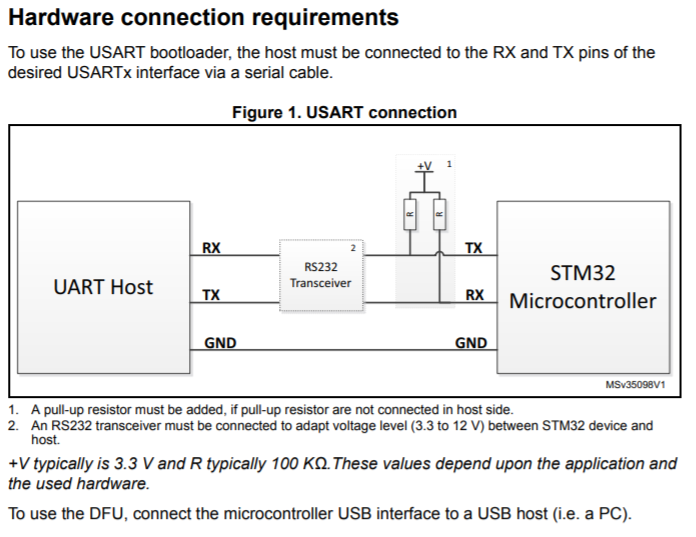 Hardware connection requirements
To use the USART bootloader, the host must be connected to the RX and TX pins of the
desired USARTx interface via a serial cable.
Figure 1. USART connection
+V 1
R R
RX 2 TX
RS232
Transceiver
UART Host
STM32
Microcontroller
TX RX
GND GND
MSv35098V1
1. A pull-up resistor must be added, if pull-up resistor are not connected in host side.
2. An RS232 transceiver must be connected to adapt voltage level (3.3 to 12 V) between STM32 device and
host.
+V typically is 3.3 V and R typically 100 KΩ.These values depend upon the application and
the used hardware.
To use the DFU, connect the microcontroller USB interface to a USB host (i.e. a PC).